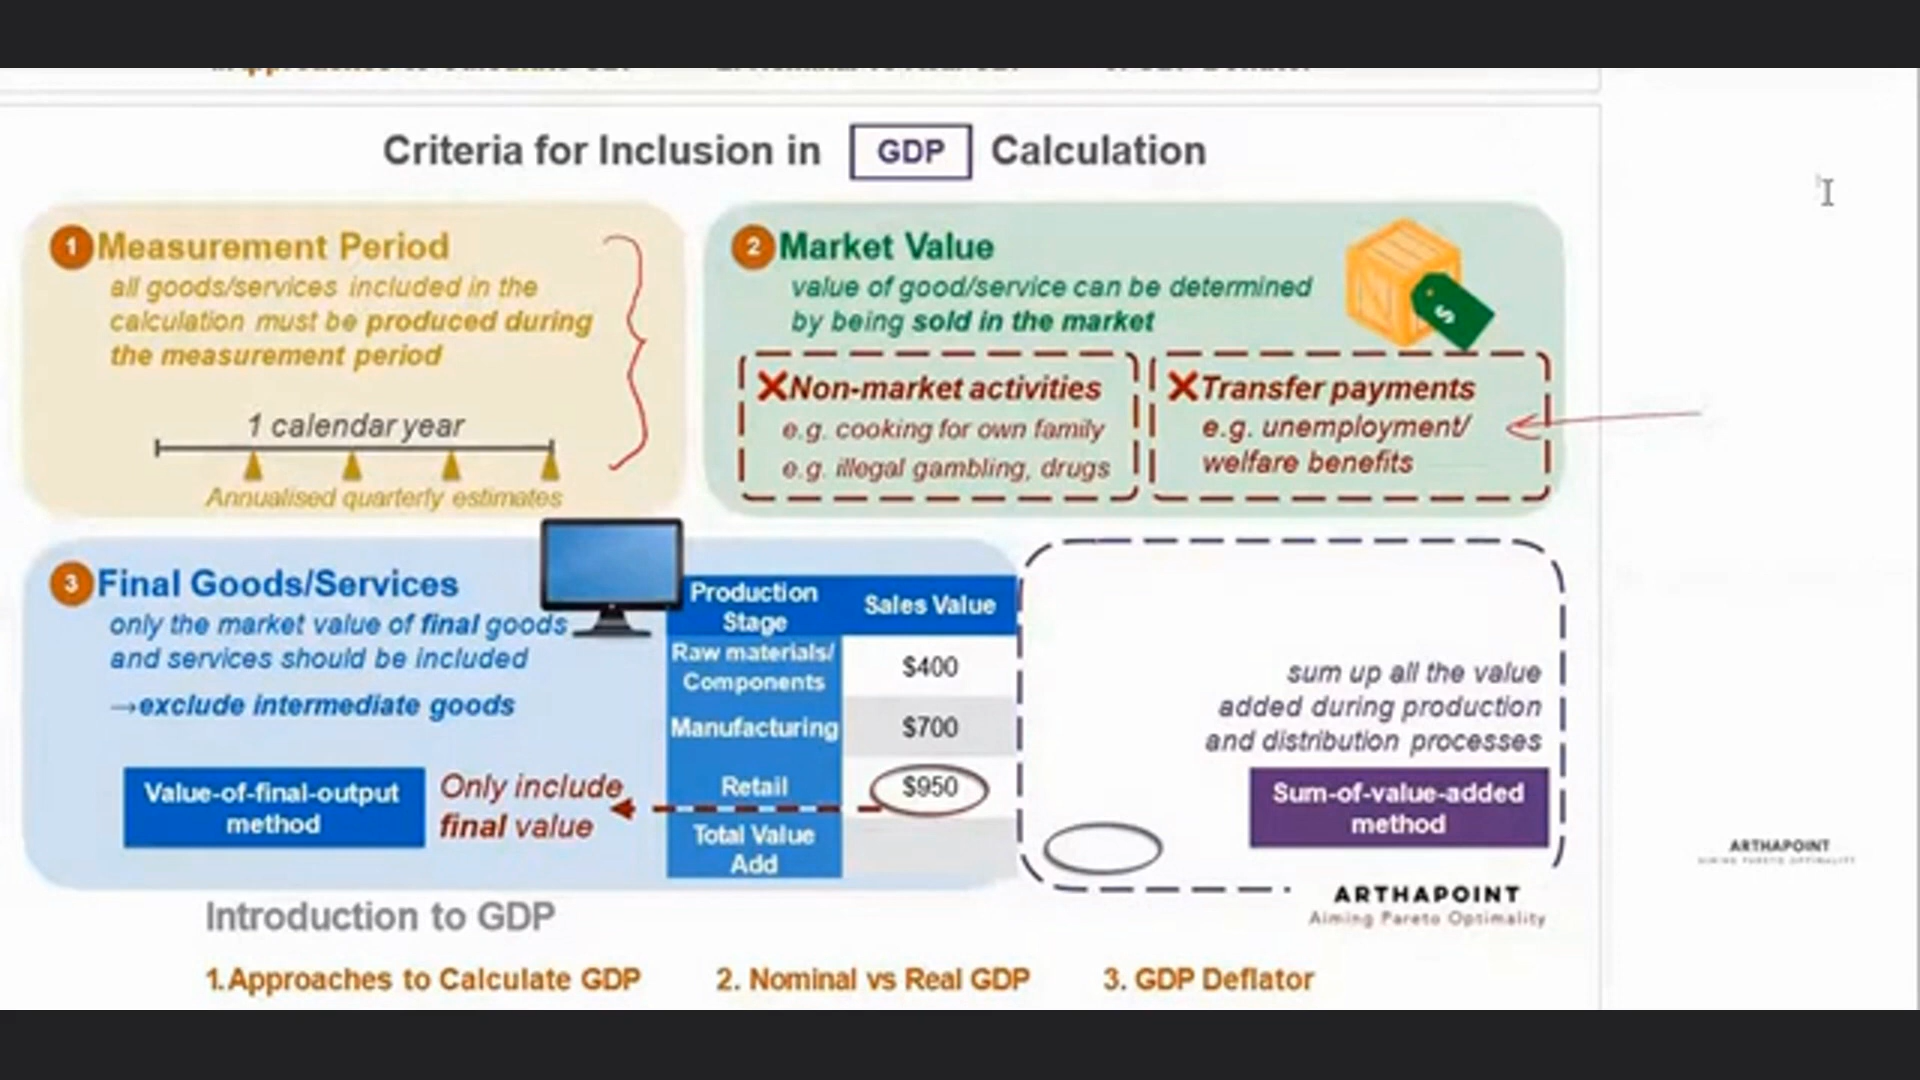 Criteria for Inclusion in GDP Calculation
1 Measurement Period
all goods/services included in the
calculation must be produced during
the measurement period
1 calendar year
Annualised quarterly estimates
2 Market Value
value of good/service can be determined
by being sold in the market
$
❌Non-market activities
e.g. cooking for own family
e.g. illegal gambling, drugs
❌Transfer payments
e.g. unemployment/
welfare benefits
3 Final Goods/Services
only the market value of final goods
and services should be included
→exclude intermediate goods
Value-of-final-output
method
Only include
final value
Production
Stage
Sales Value
Raw materials/
Components
$400
Manufacturing
$700
Retail
$950
Total Value
Add
sum up all the value
added during production
and distribution processes
Sum-of-value-added
method
ARTHAPOINT
Aiming Pareto Optimality
ARTHAPOINT
AIMING PARETO OPTIMALITY
Introduction to GDP
1.Approaches to Calculate GDP
2. Nominal vs Real GDP
3. GDP Deflator